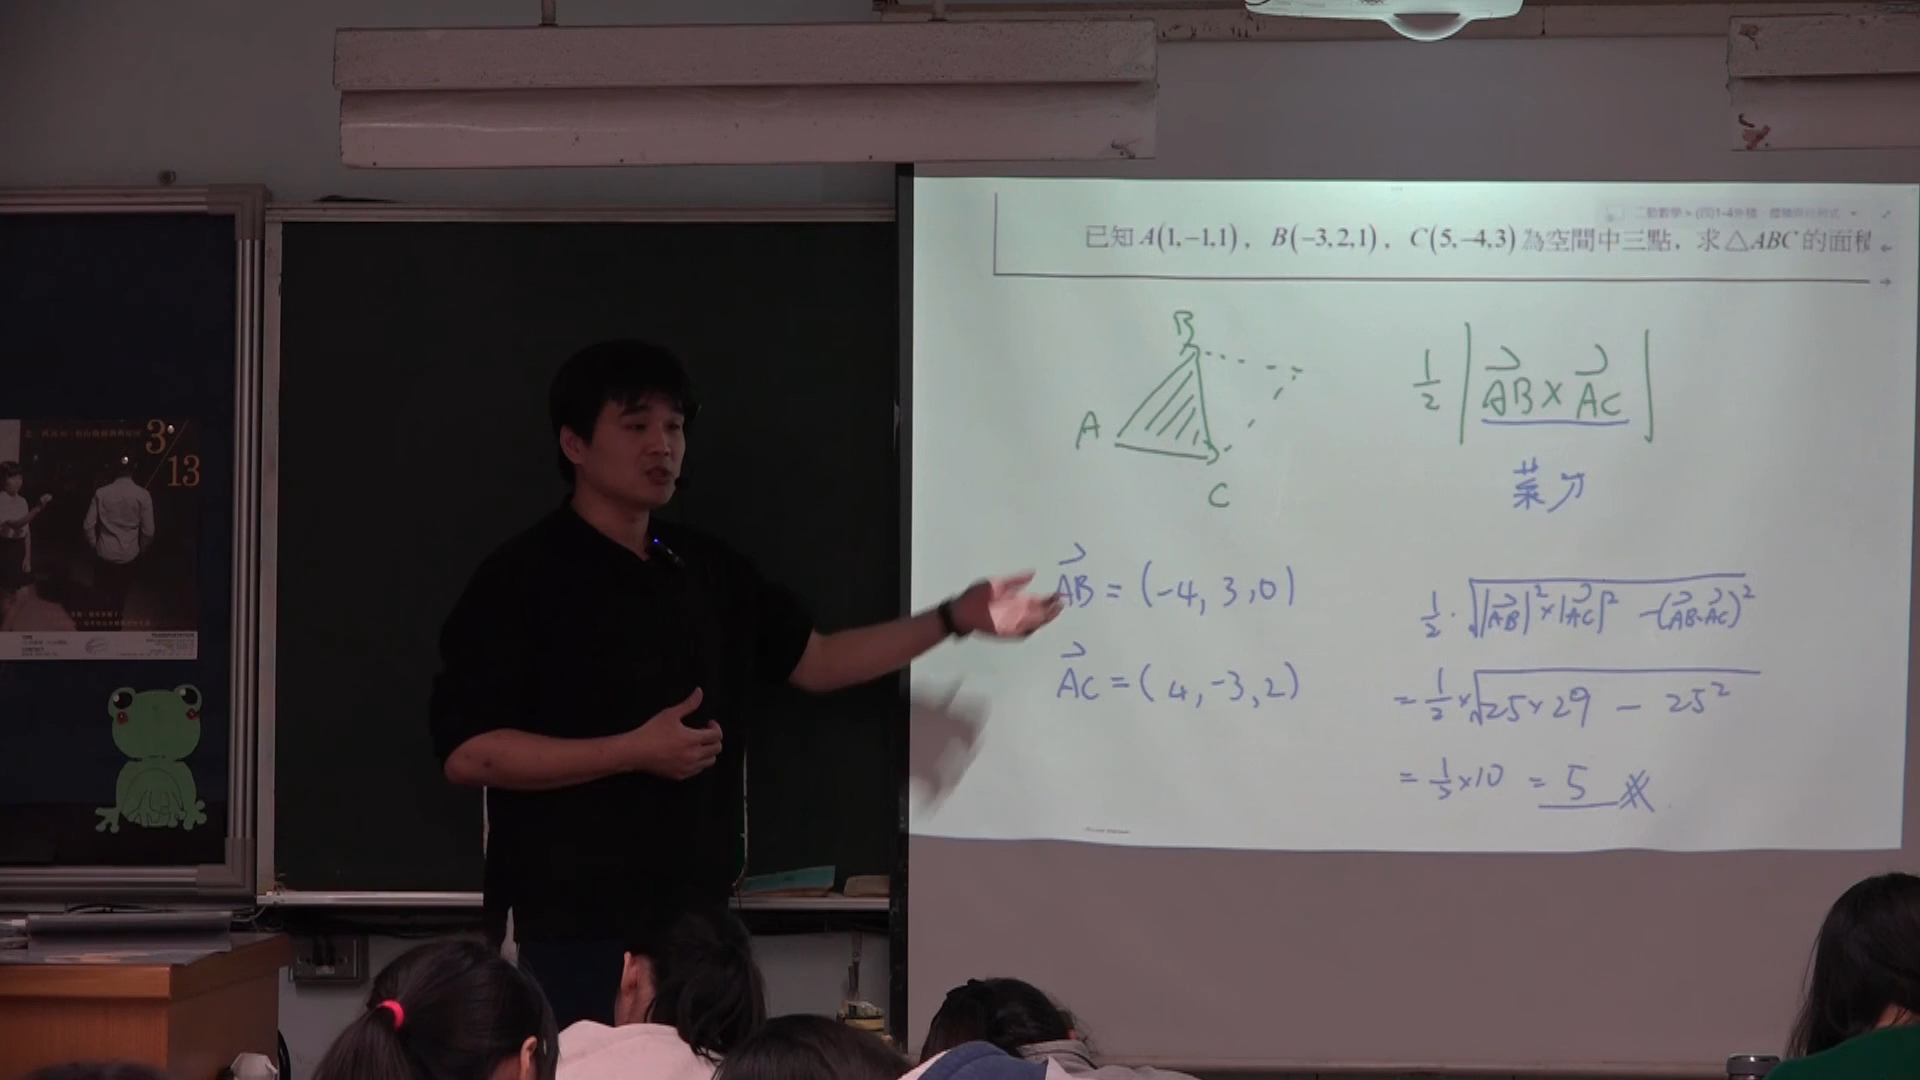 已知 A(1,−1,1), B(−3,2,1), C(5,−4,3) 為空間中三點, 求 △ABC 的面積
B
A
C
1/2 | AB × AC |
AB = (-4, 3, 0)
AC = (4, -3, 2)
1/2 · √|AB|² × |AC|² - (AB·AC)²
= 1/2 × √25×29 - 25²
= 1/2 × 10 = 5
3/13